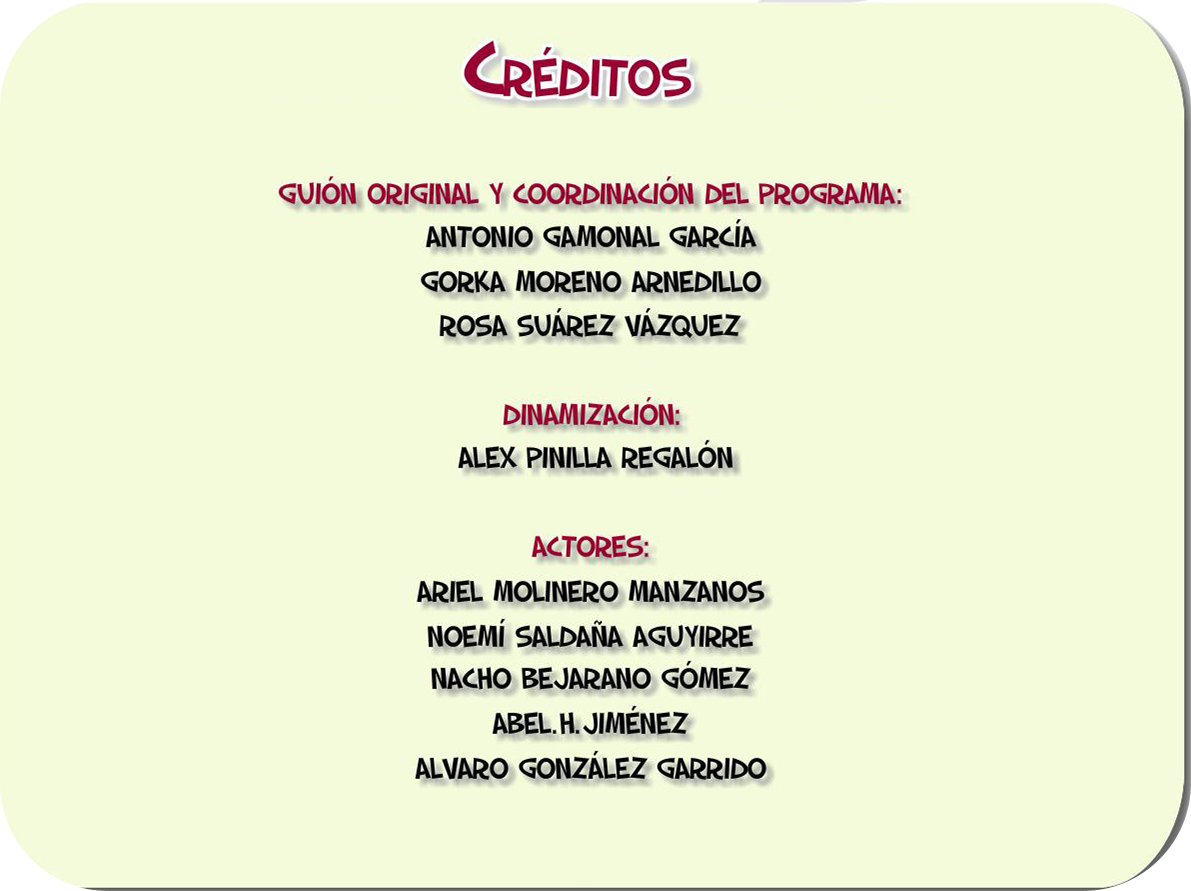 CRÉDITOS
GUIÓN ORIGINAL Y COORDINACIÓN DEL PROGRAMA:
ANTONIO GAMONAL GARCÍA
GORKA MORENO ARNEDILLO
ROSA SUÁREZ VÁZQUEZ
DINAMIZACIÓN:
ALEX PINILLA REGALÓN
ACTORES:
ARIEL MOLINERO MANZANOS
NOEMÍ SALDAÑA AGUYIRRE
NACHO BEJARANO GÓMEZ
ABEL.H.JIMÉNEZ
ALVARO GONZÁLEZ GARRIDO